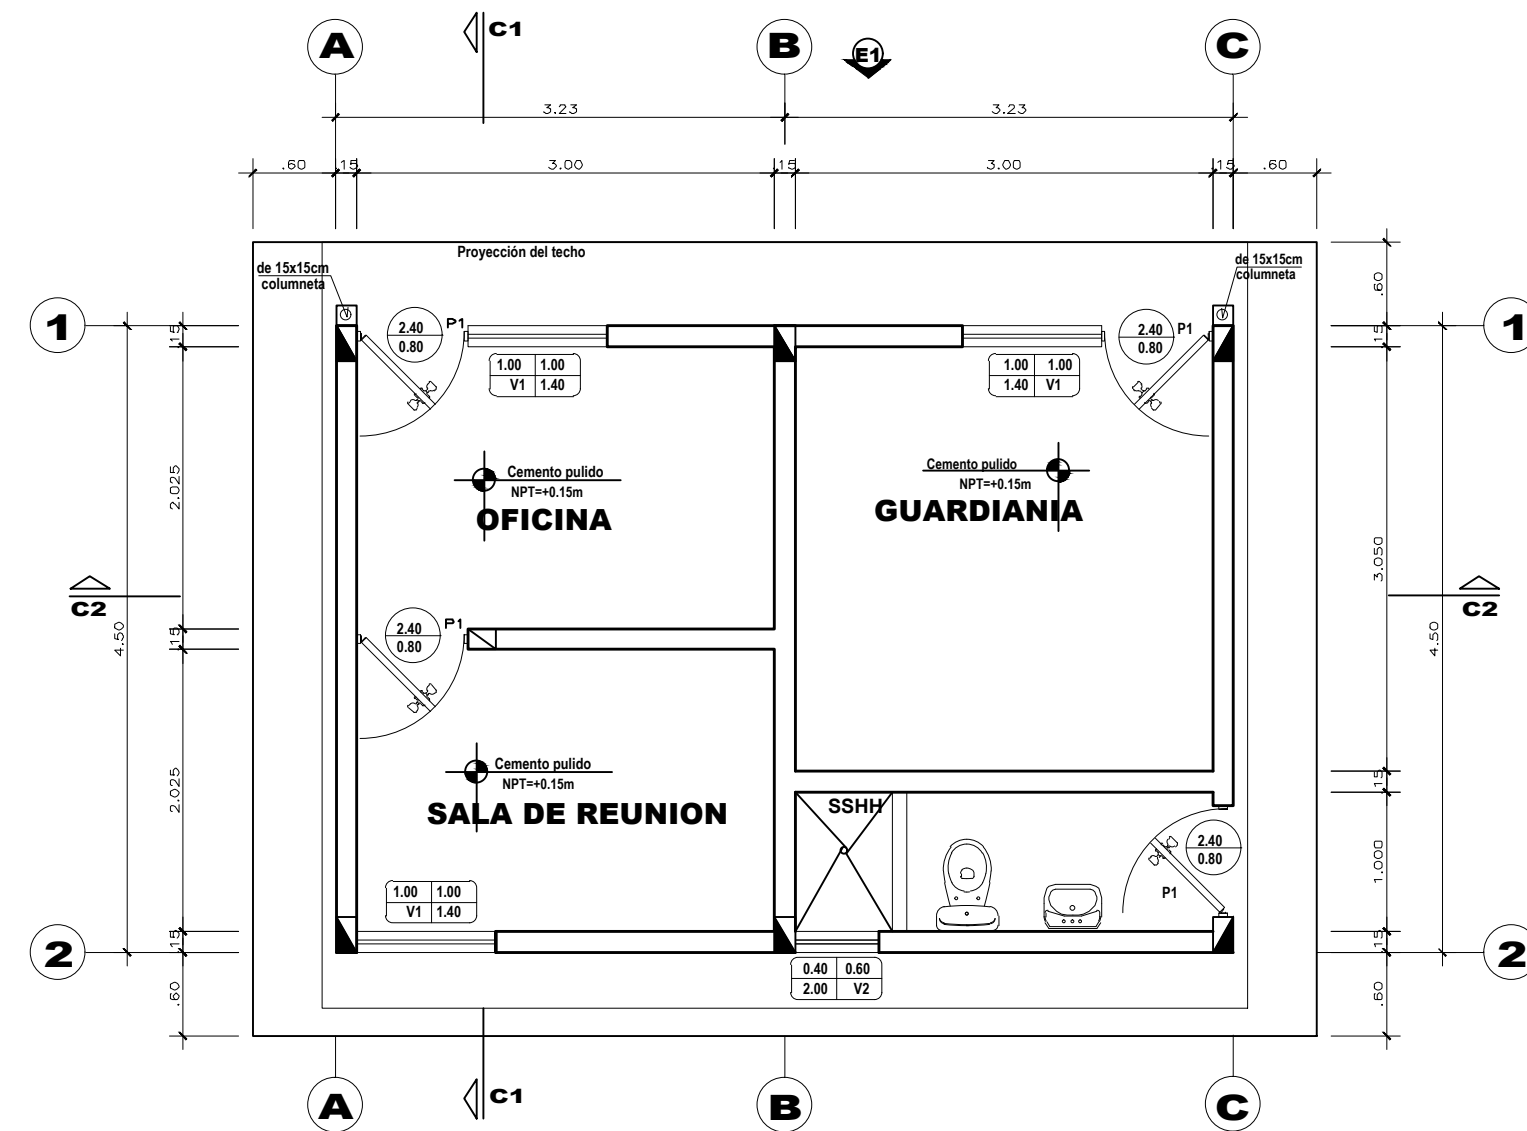 A
C1
B
E1
C
3.23
3.23
.60
.15
3.00
.15
3.00
.15
.60
Proyección del techo
de 15x15cm
columneta
de 15x15cm
columneta
1
1
2.40
0.80
P1
2.40
0.80
P1
1.00 1.00
V1 1.40
1.00 1.00
1.40 V1
.15
.60
.15
2.025
Cemento pulido
NPT=+0.15m
OFICINA
Cemento pulido
NPT=+0.15m
GUARDIANIA
3.050
C2
C2
4.50
.15
2.40
0.80
P1
4.50
2.025
Cemento pulido
NPT=+0.15m
SALA DE REUNION
SSHH
.15
2.40
0.80
P1
1.000
1.00 1.00
V1 1.40
2
.15
.15
2
0.40 0.60
2.00 V2
.60
.60
A
C1
B
C